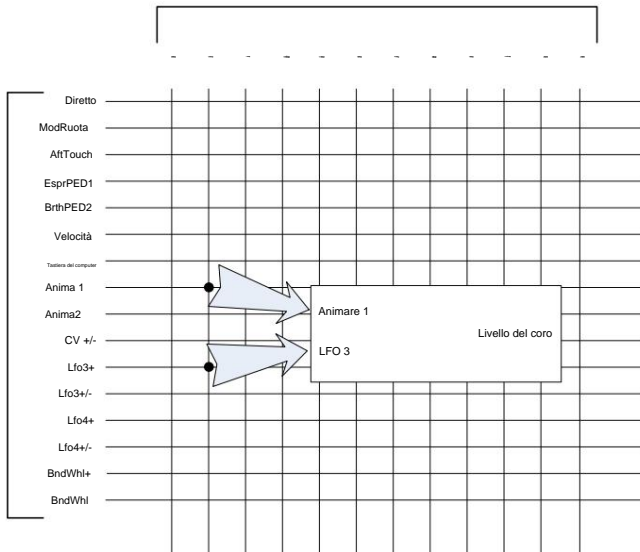 Diretto
ModRuota
AftTouch
EsprPED1
BrthPED2
Velocità
Tastiera del computer
Anima 1
Animare 1
Anima2
Livello del coro
CV +/-
LFO 3
Lfo3+
Lfo3+/-
Lfo4+
Lfo4+/-
BndWhl+
BndWhl